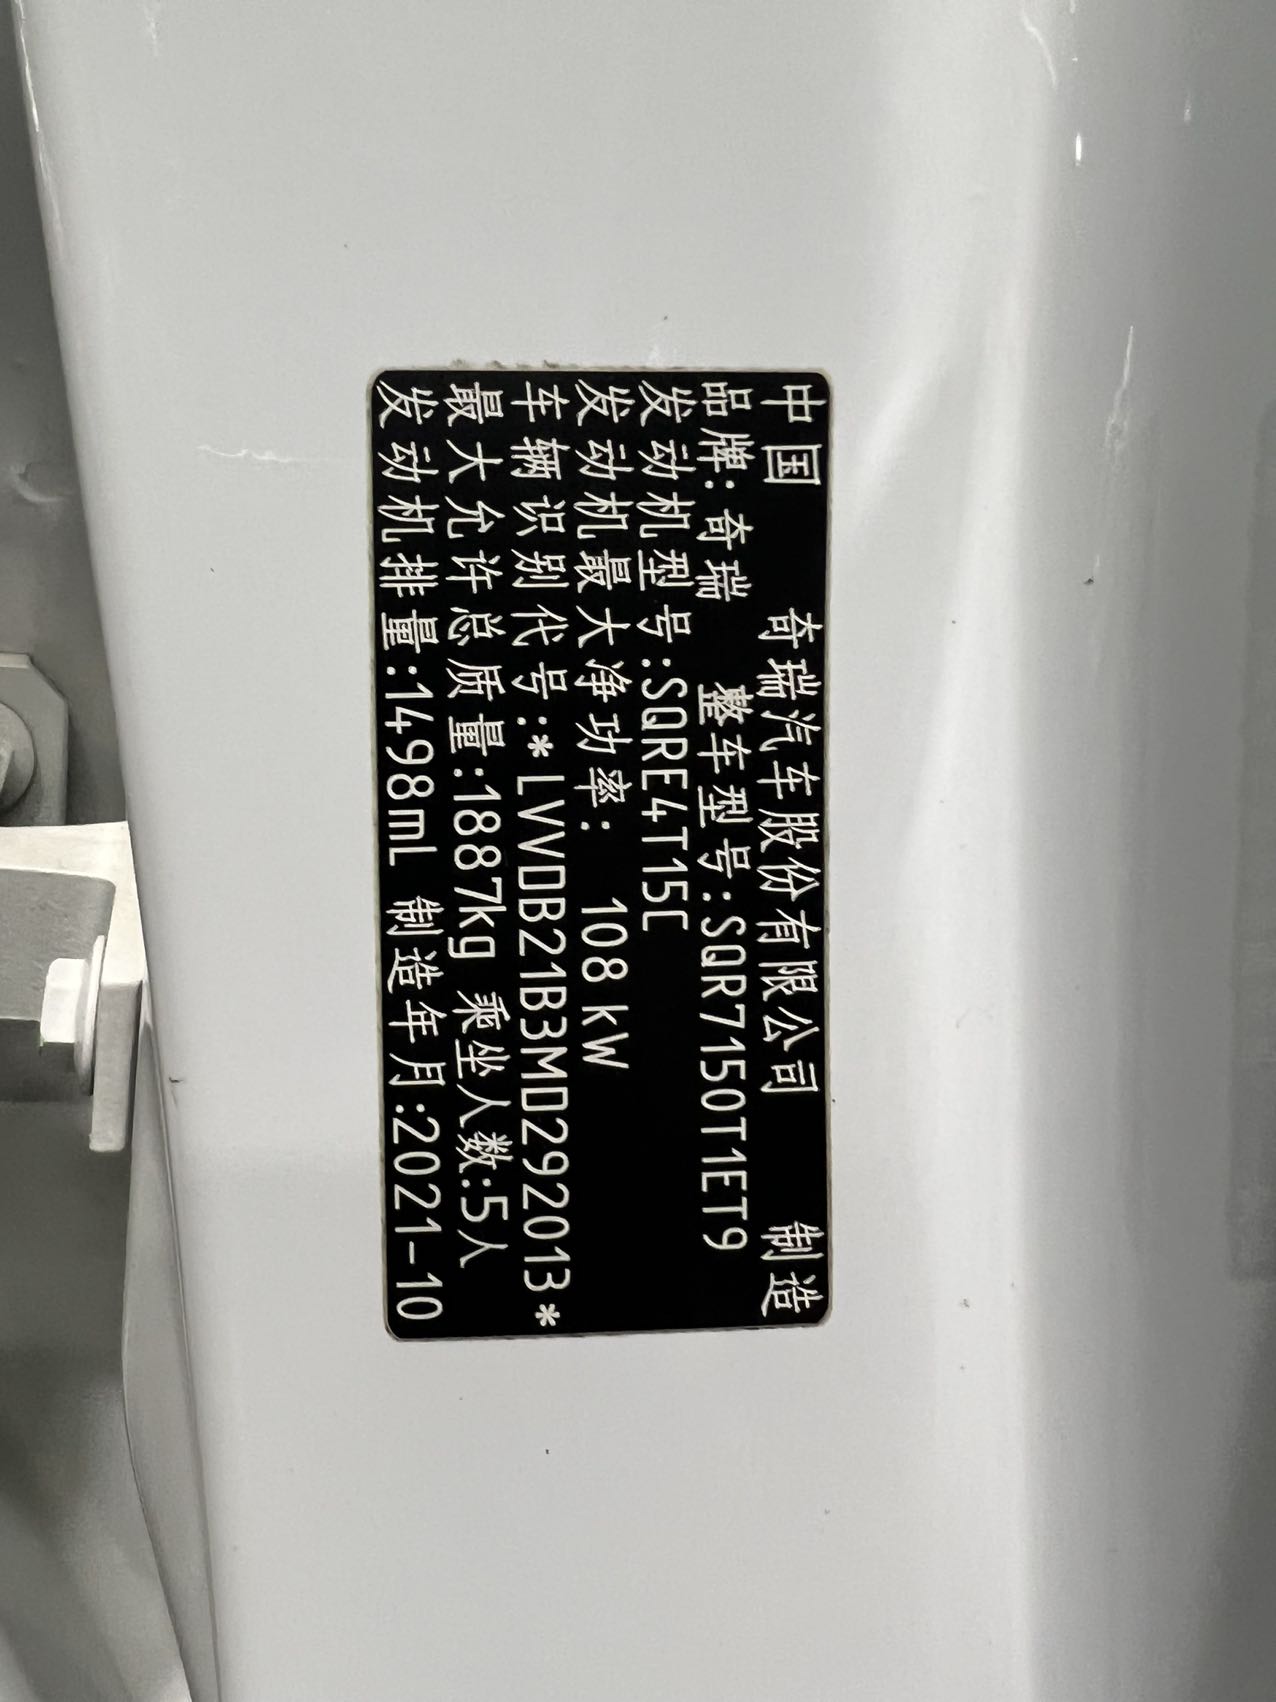 中国 奇瑞汽车股份有限公司 制造
品牌:奇瑞 整车型号:SQR7150T1ET9
发动机型号:SQRE4T15C
发动机最大净功率: 108kW
车辆识别代号:*LVVDB21B3MD292013*
最大允许总质量:1887kg 乘坐人数:5人
发动机排量:1498mL 制造年月:2021-10